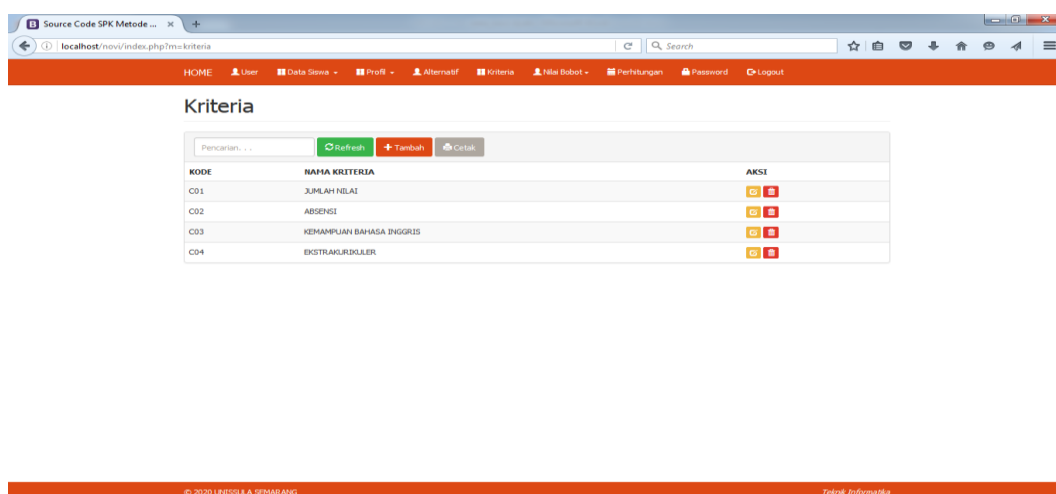 Source Code SPK Metode ... × +
localhost/novi/index.php?m=kriteria Search
HOME User Data Siswa Profil Alternatif Kriteria Nilai Bobot Perhitungan Password Logout
Kriteria
Pencarian. . . Refresh Tambah Cetak
KODE NAMA KRITERIA AKSI
C01 JUMLAH NILAI
C02 ABSENSI
C03 KEMAMPUAN BAHASA INGGRIS
C04 EKSTRAKURIKULER
© 2020 UNISSULA SEMARANG Teknik Informatika